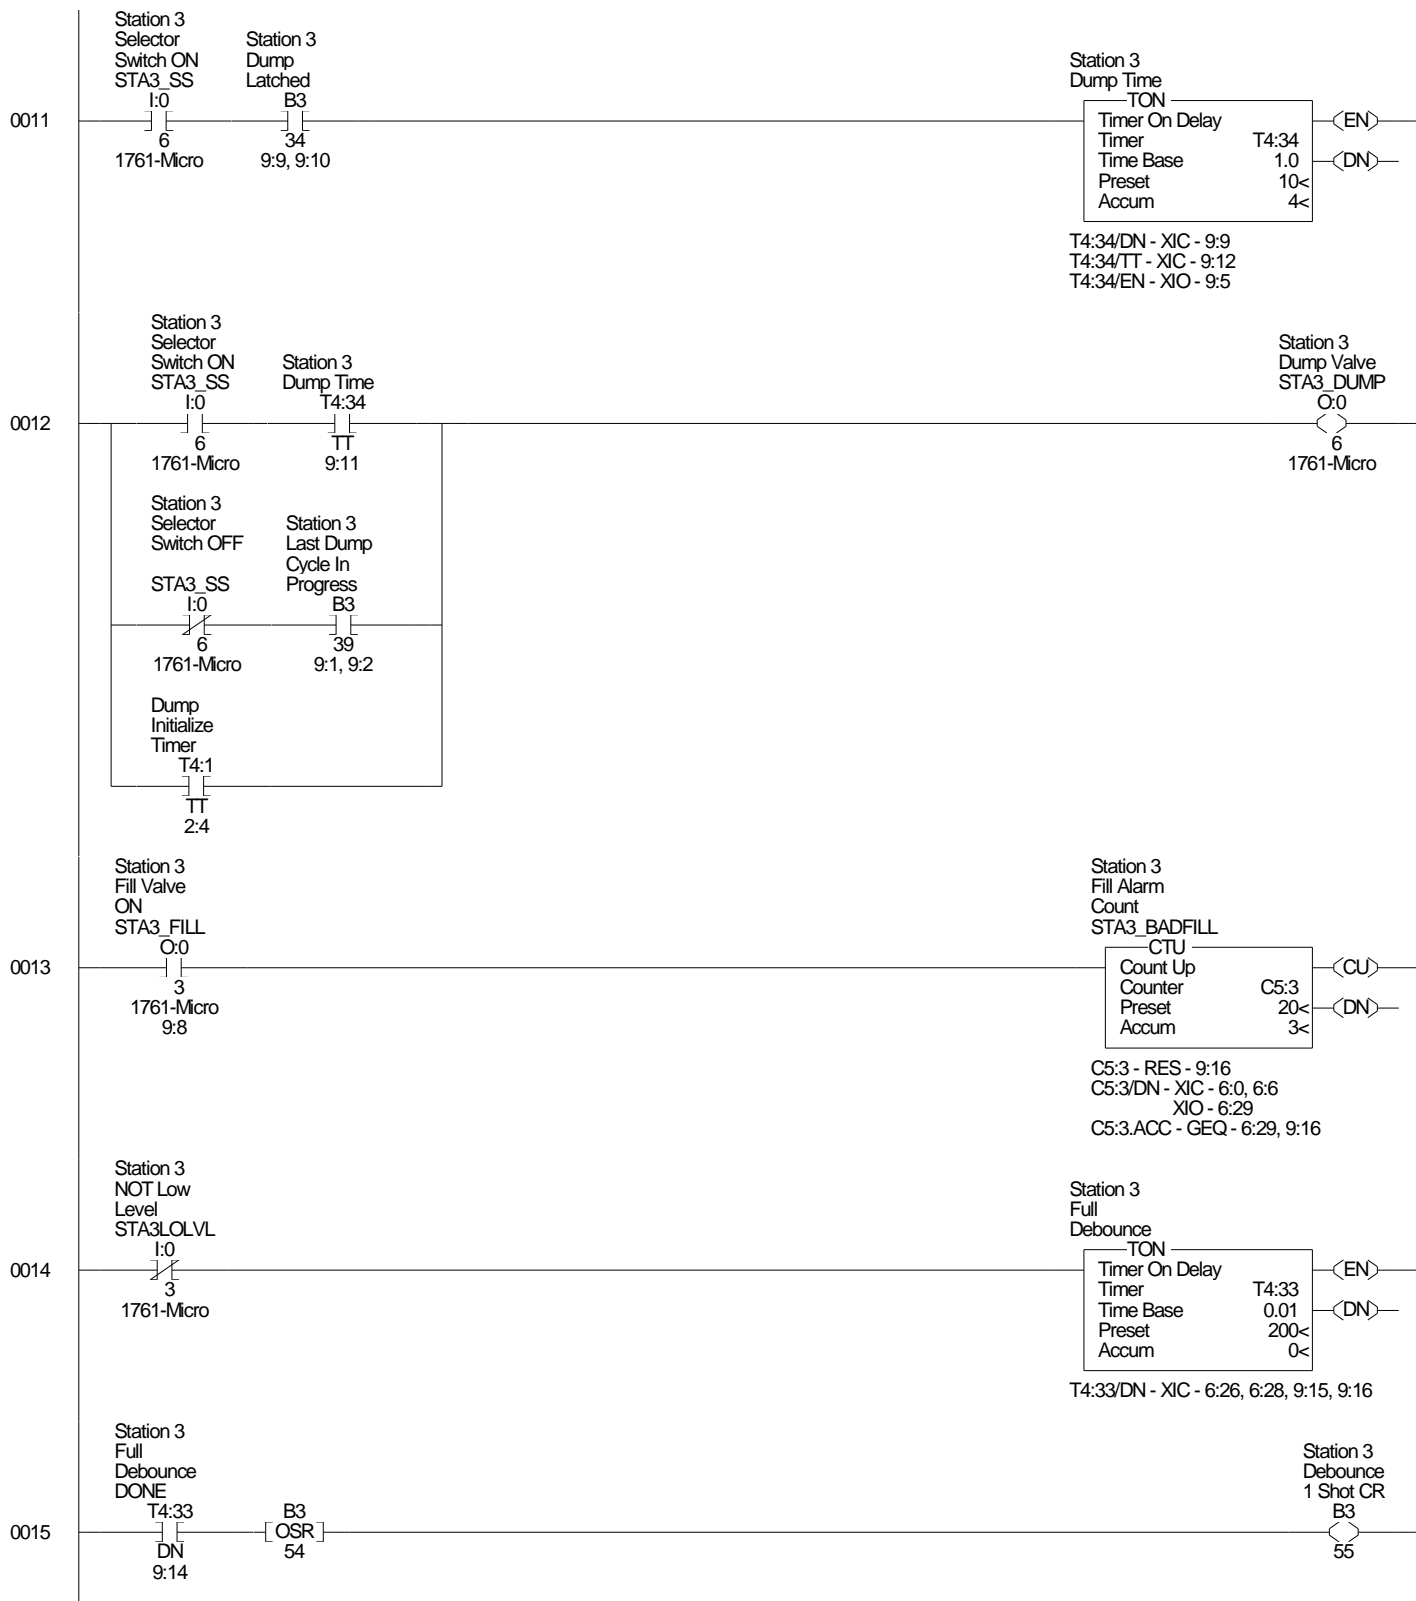 Station 3
Selector
Switch ON
STA3_SS
I:0
6
1761-Micro
Station 3
Dump
Latched
B3
34
9:9, 9:10
0011
Station 3
Dump Time
TON
Timer On Delay
Timer T4:34
Time Base 1.0
Preset 10<
Accum 4<
EN
DN
T4:34/DN - XIC - 9:9
T4:34/TT - XIC - 9:12
T4:34/EN - XIO - 9:5
0012
Station 3
Selector
Switch ON
STA3_SS
I:0
6
1761-Micro
Station 3
Dump Time
T4:34
TT
9:11
Station 3
Dump Valve
STA3_DUMP
O:0
6
1761-Micro
Station 3
Selector
Switch OFF
STA3_SS
I:0
6
1761-Micro
Station 3
Last Dump
Cycle In
Progress
B3
39
9:1, 9:2
Dump
Initialize
Timer
T4:1
TT
2:4
0013
Station 3
Fill Valve
ON
STA3_FILL
O:0
3
1761-Micro
9:8
Station 3
Fill Alarm
Count
STA3_BADFILL
CTU
Count Up
Counter C5:3
Preset 20<
Accum 3<
CU
DN
C5:3 - RES - 9:16
C5:3/DN - XIC - 6:0, 6:6
XIO - 6:29
C5:3.ACC - GEQ - 6:29, 9:16
0014
Station 3
NOT Low
Level
STA3LOLVL
I:0
3
1761-Micro
Station 3
Full
Debounce
TON
Timer On Delay
Timer T4:33
Time Base 0.01
Preset 200<
Accum 0<
EN
DN
T4:33/DN - XIC - 6:26, 6:28, 9:15, 9:16
0015
Station 3
Full
Debounce
DONE
T4:33
DN
9:14
B3
OSR
54
Station 3
Debounce
1 Shot CR
B3
55